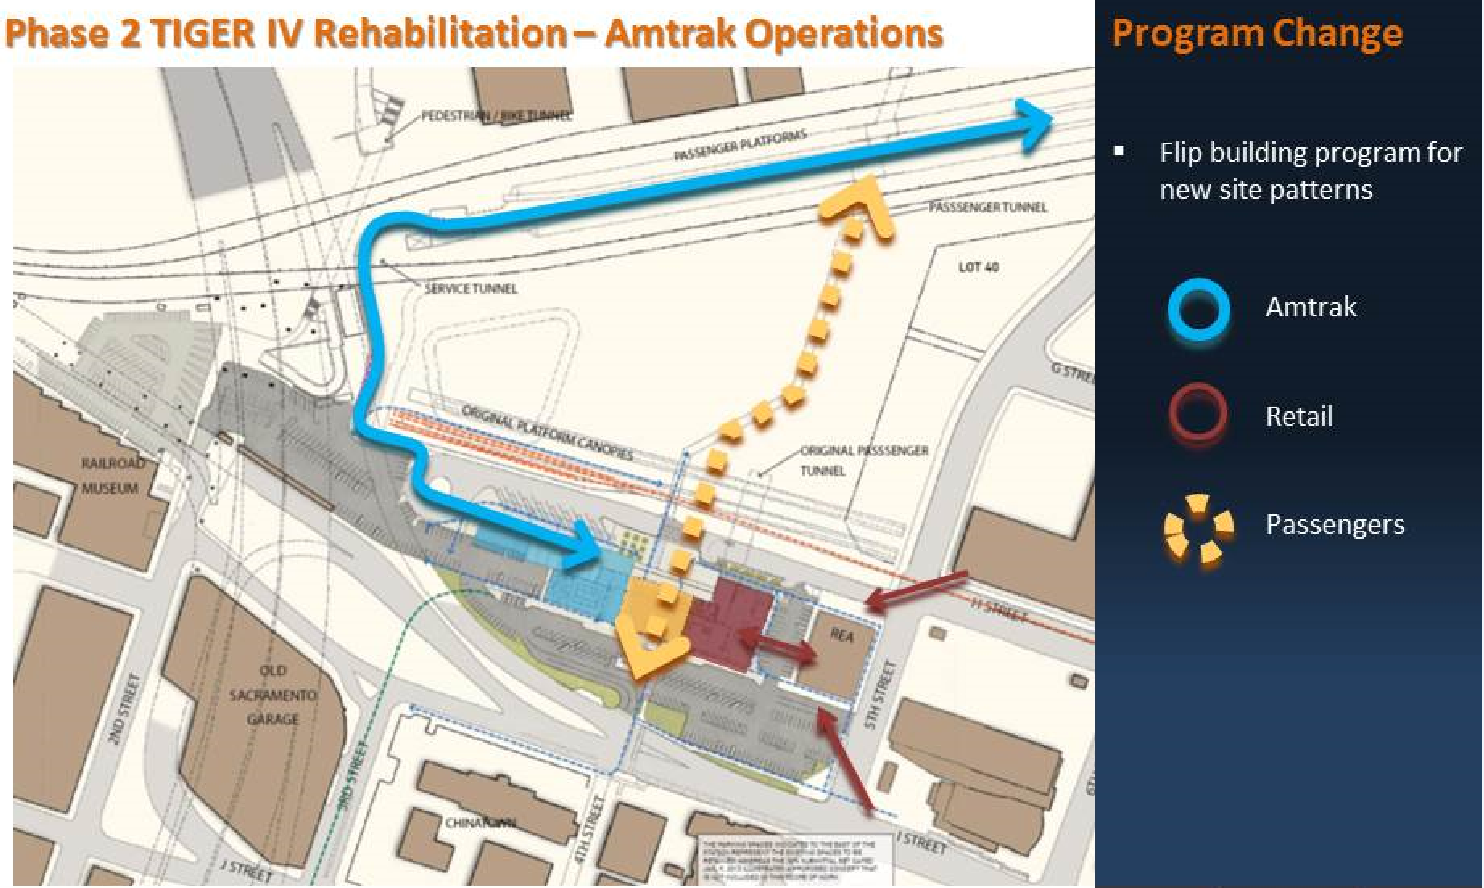 Phase 2 TIGER IV Rehabilitation – Amtrak Operations
PEDESTRIAN / BIKE TUNNEL
PASSENGER PLATFORMS
PASSSENGER TUNNEL
LOT 40
SERVICE TUNNEL
G STREE
ORIGINAL PLATFORM CANOPIES
ORIGINAL PASSSENGER
TUNNEL
RAILROAD
MUSEUM
H STREET
REA
OLD
SACRAMENTO
GARAGE
2ND STREET
5TH STREET
3RD STREET
CHINATOWN
4TH STREET
I STREET
J STREET
Program Change
▪ Flip building program for
new site patterns
Amtrak
Retail
Passengers